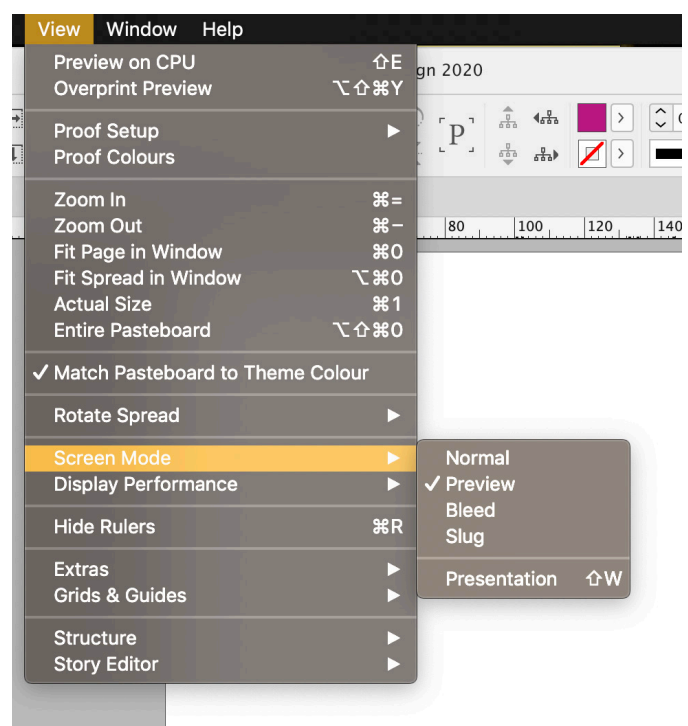 View Window Help
Preview on CPU ⇧E
gn 2020
Overprint Preview ⌥⇧⌘Y
Proof Setup
Proof Colours
P
Zoom In ⌘=
Zoom Out ⌘−
80 100 120 140
Fit Page in Window ⌘0
Fit Spread in Window ⌥⌘0
Actual Size ⌘1
Entire Pasteboard ⌥⇧⌘0
✓ Match Pasteboard to Theme Colour
Rotate Spread
Screen Mode
Display Performance
Hide Rulers ⌘R
Extras
Grids & Guides
Structure
Story Editor
Normal
✓ Preview
Bleed
Slug
Presentation ⇧W